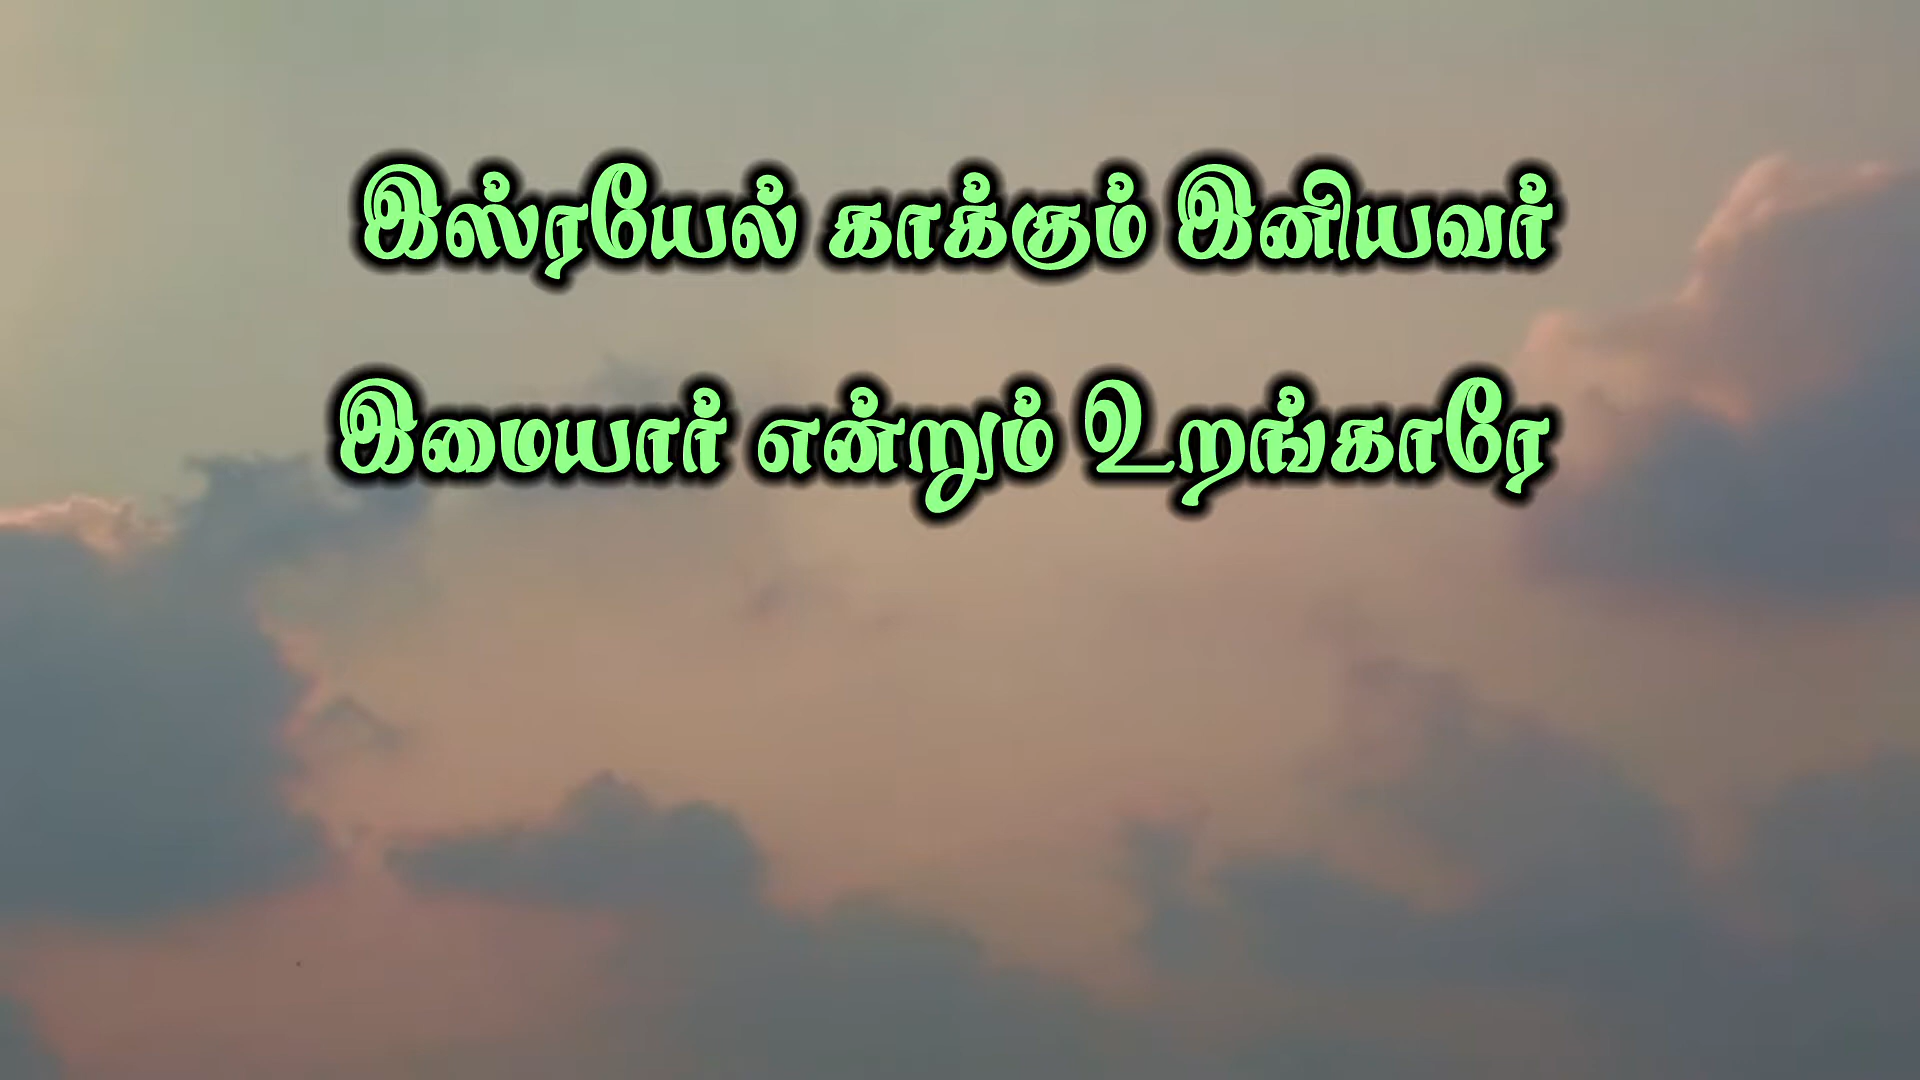 இஸ்ரயேல் காக்கும் இனியவர்
இமையார் என்றும் உறங்காரே